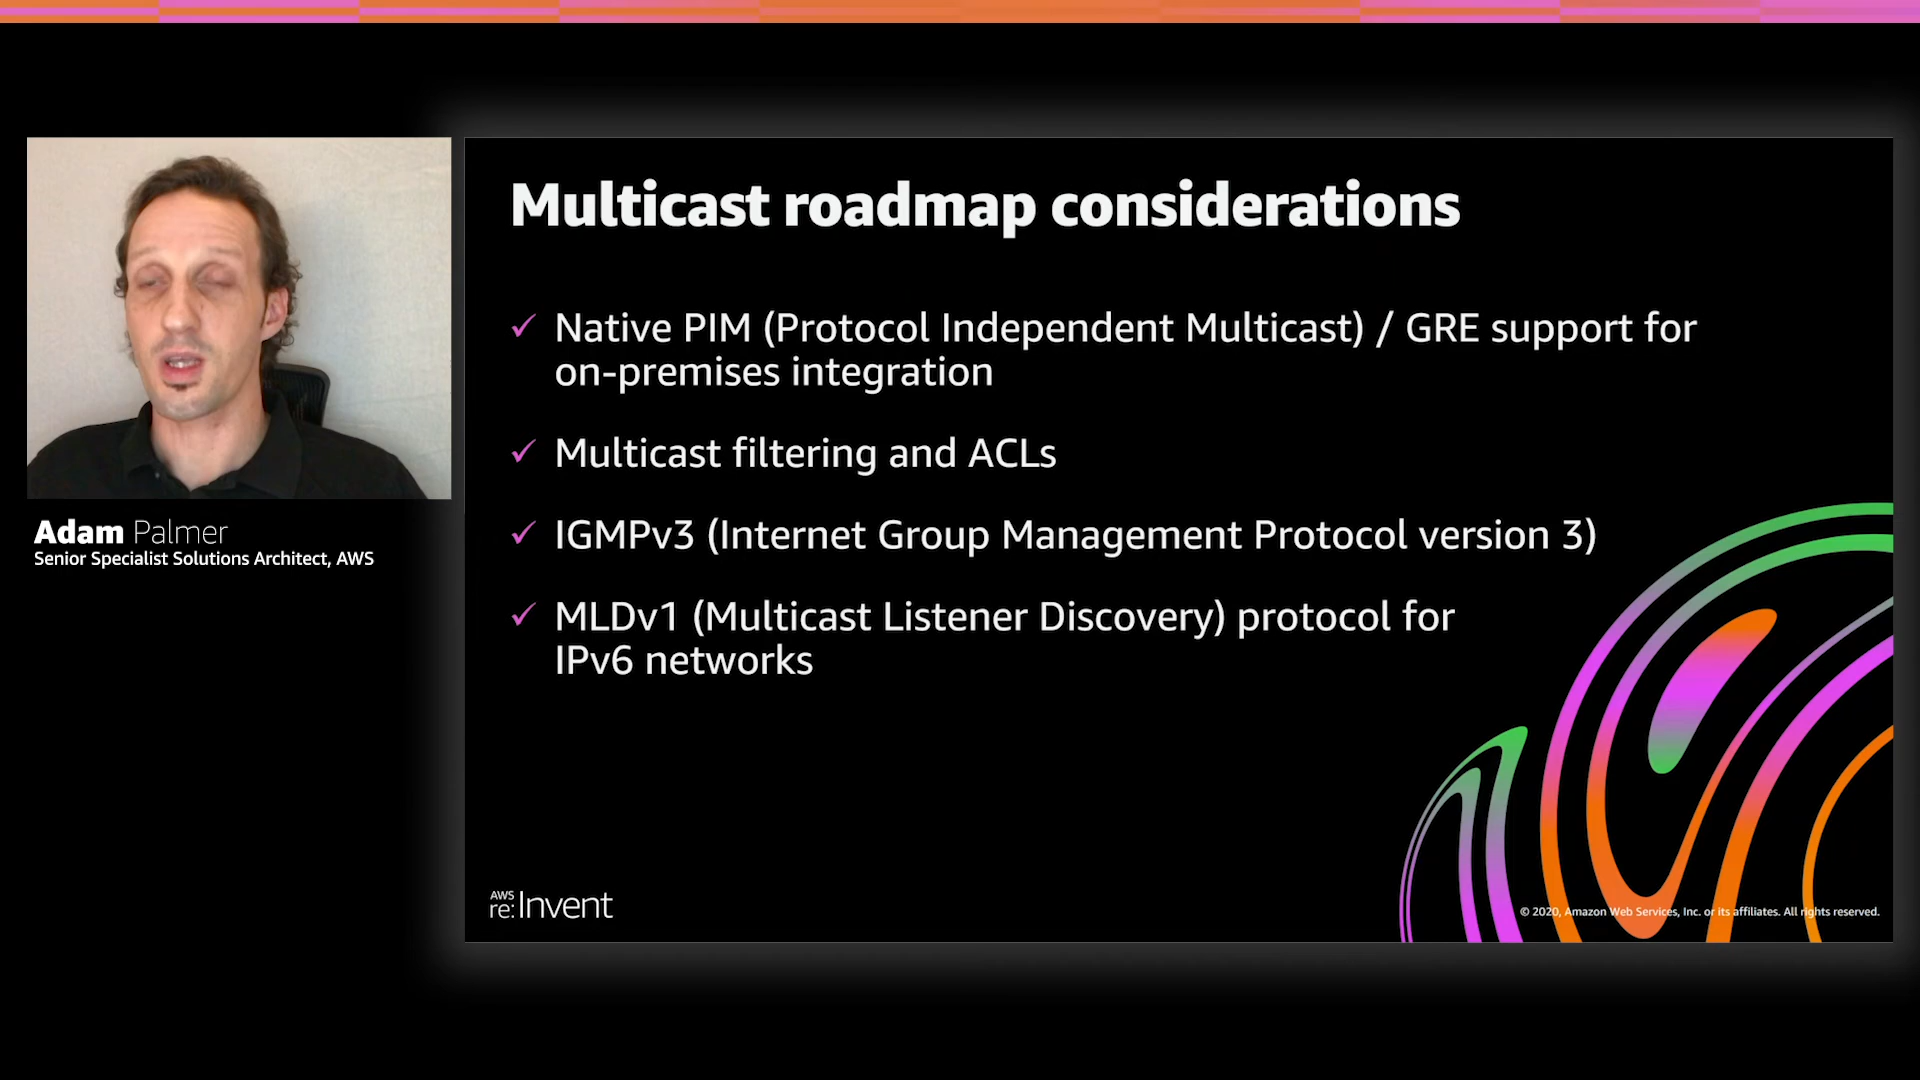 Multicast roadmap considerations
✓ Native PIM (Protocol Independent Multicast) / GRE support for
on-premises integration
✓ Multicast filtering and ACLs
✓ IGMPv3 (Internet Group Management Protocol version 3)
✓ MLDv1 (Multicast Listener Discovery) protocol for
IPv6 networks
Adam Palmer
Senior Specialist Solutions Architect, AWS
AWS
re:Invent
© 2020, Amazon Web Services, Inc. or its affiliates. All rights reserved.